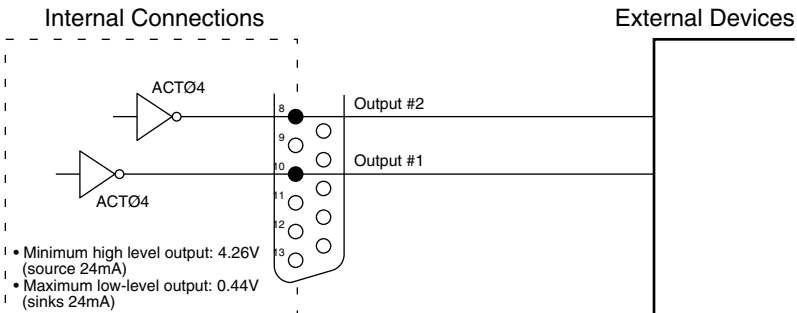 Internal Connections
External Devices
ACTØ4
8
Output #2
9
10
Output #1
ACTØ4
11
12
13
• Minimum high level output: 4.26V
(source 24mA)
• Maximum low-level output: 0.44V
(sinks 24mA)